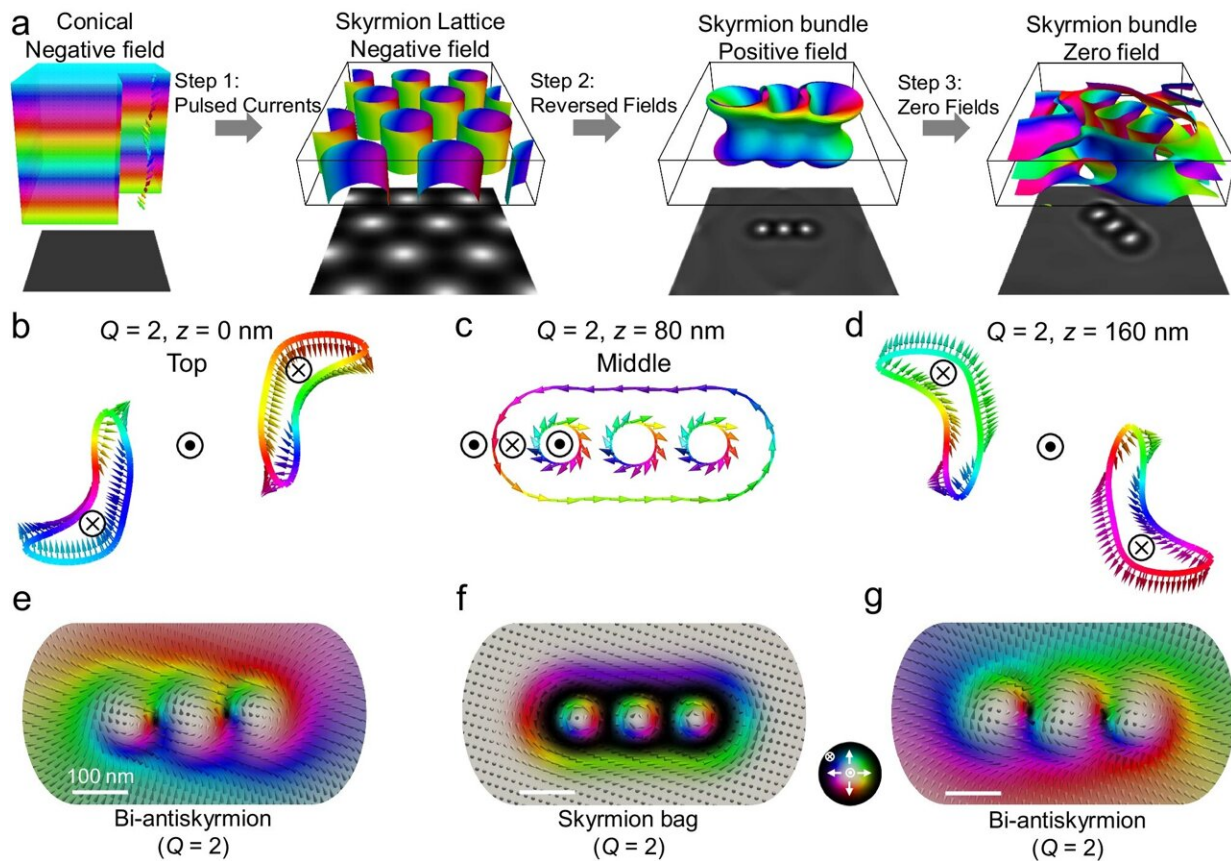 a
Conical
Negative field
Step 1:
Pulsed Currents
Skyrmion Lattice
Negative field
Step 2:
Reversed Fields
Skyrmion bundle
Positive field
Step 3:
Zero Fields
Skyrmion bundle
Zero field
b
Q = 2, z = 0 nm
Top
c
Q = 2, z = 80 nm
Middle
d
Q = 2, z = 160 nm
e
100 nm
Bi-antiskyrmion
(Q = 2)
f
Skyrmion bag
(Q = 2)
g
Bi-antiskyrmion
(Q = 2)